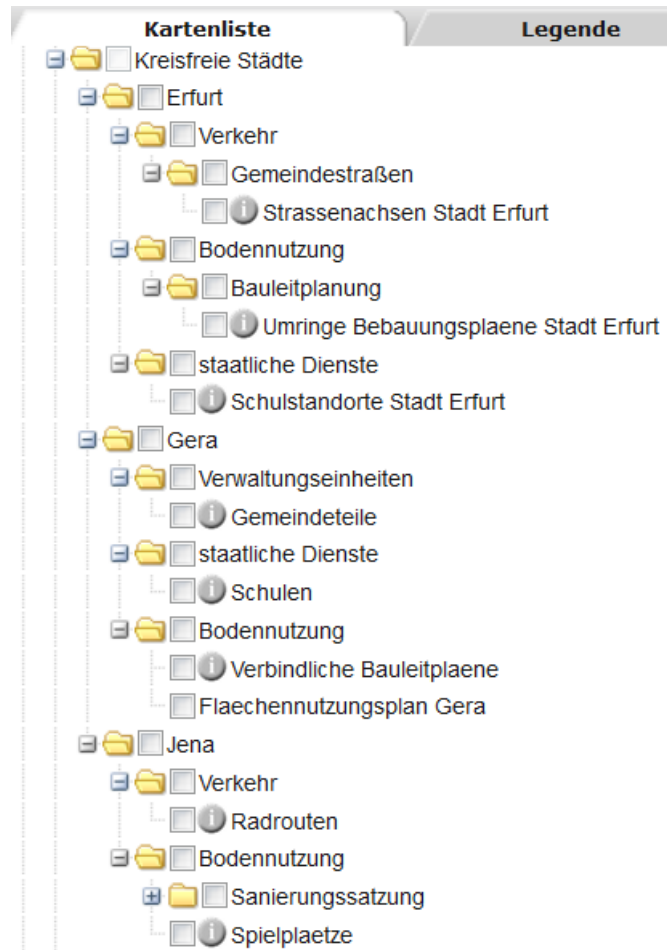 Kartenliste Legende
Kreisfreie Städte
Erfurt
Verkehr
Gemeindestraßen
Strassenachsen Stadt Erfurt
Bodennutzung
Bauleitplanung
Umringe Bebauungsplaene Stadt Erfurt
staatliche Dienste
Schulstandorte Stadt Erfurt
Gera
Verwaltungseinheiten
Gemeindeteile
staatliche Dienste
Schulen
Bodennutzung
Verbindliche Bauleitplaene
Flaechennutzungsplan Gera
Jena
Verkehr
Radrouten
Bodennutzung
Sanierungssatzung
Spielplaetze